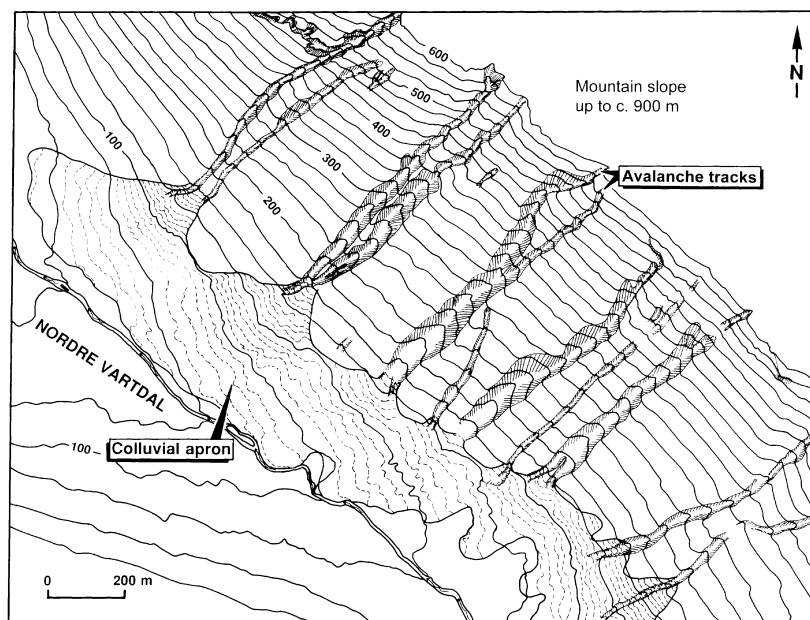 N
600
Mountain slope
up to c. 900 m
500
400
100
300
Avalanche tracks
200
NORDRE VARTDAL
100
Colluvial apron
0 200 m